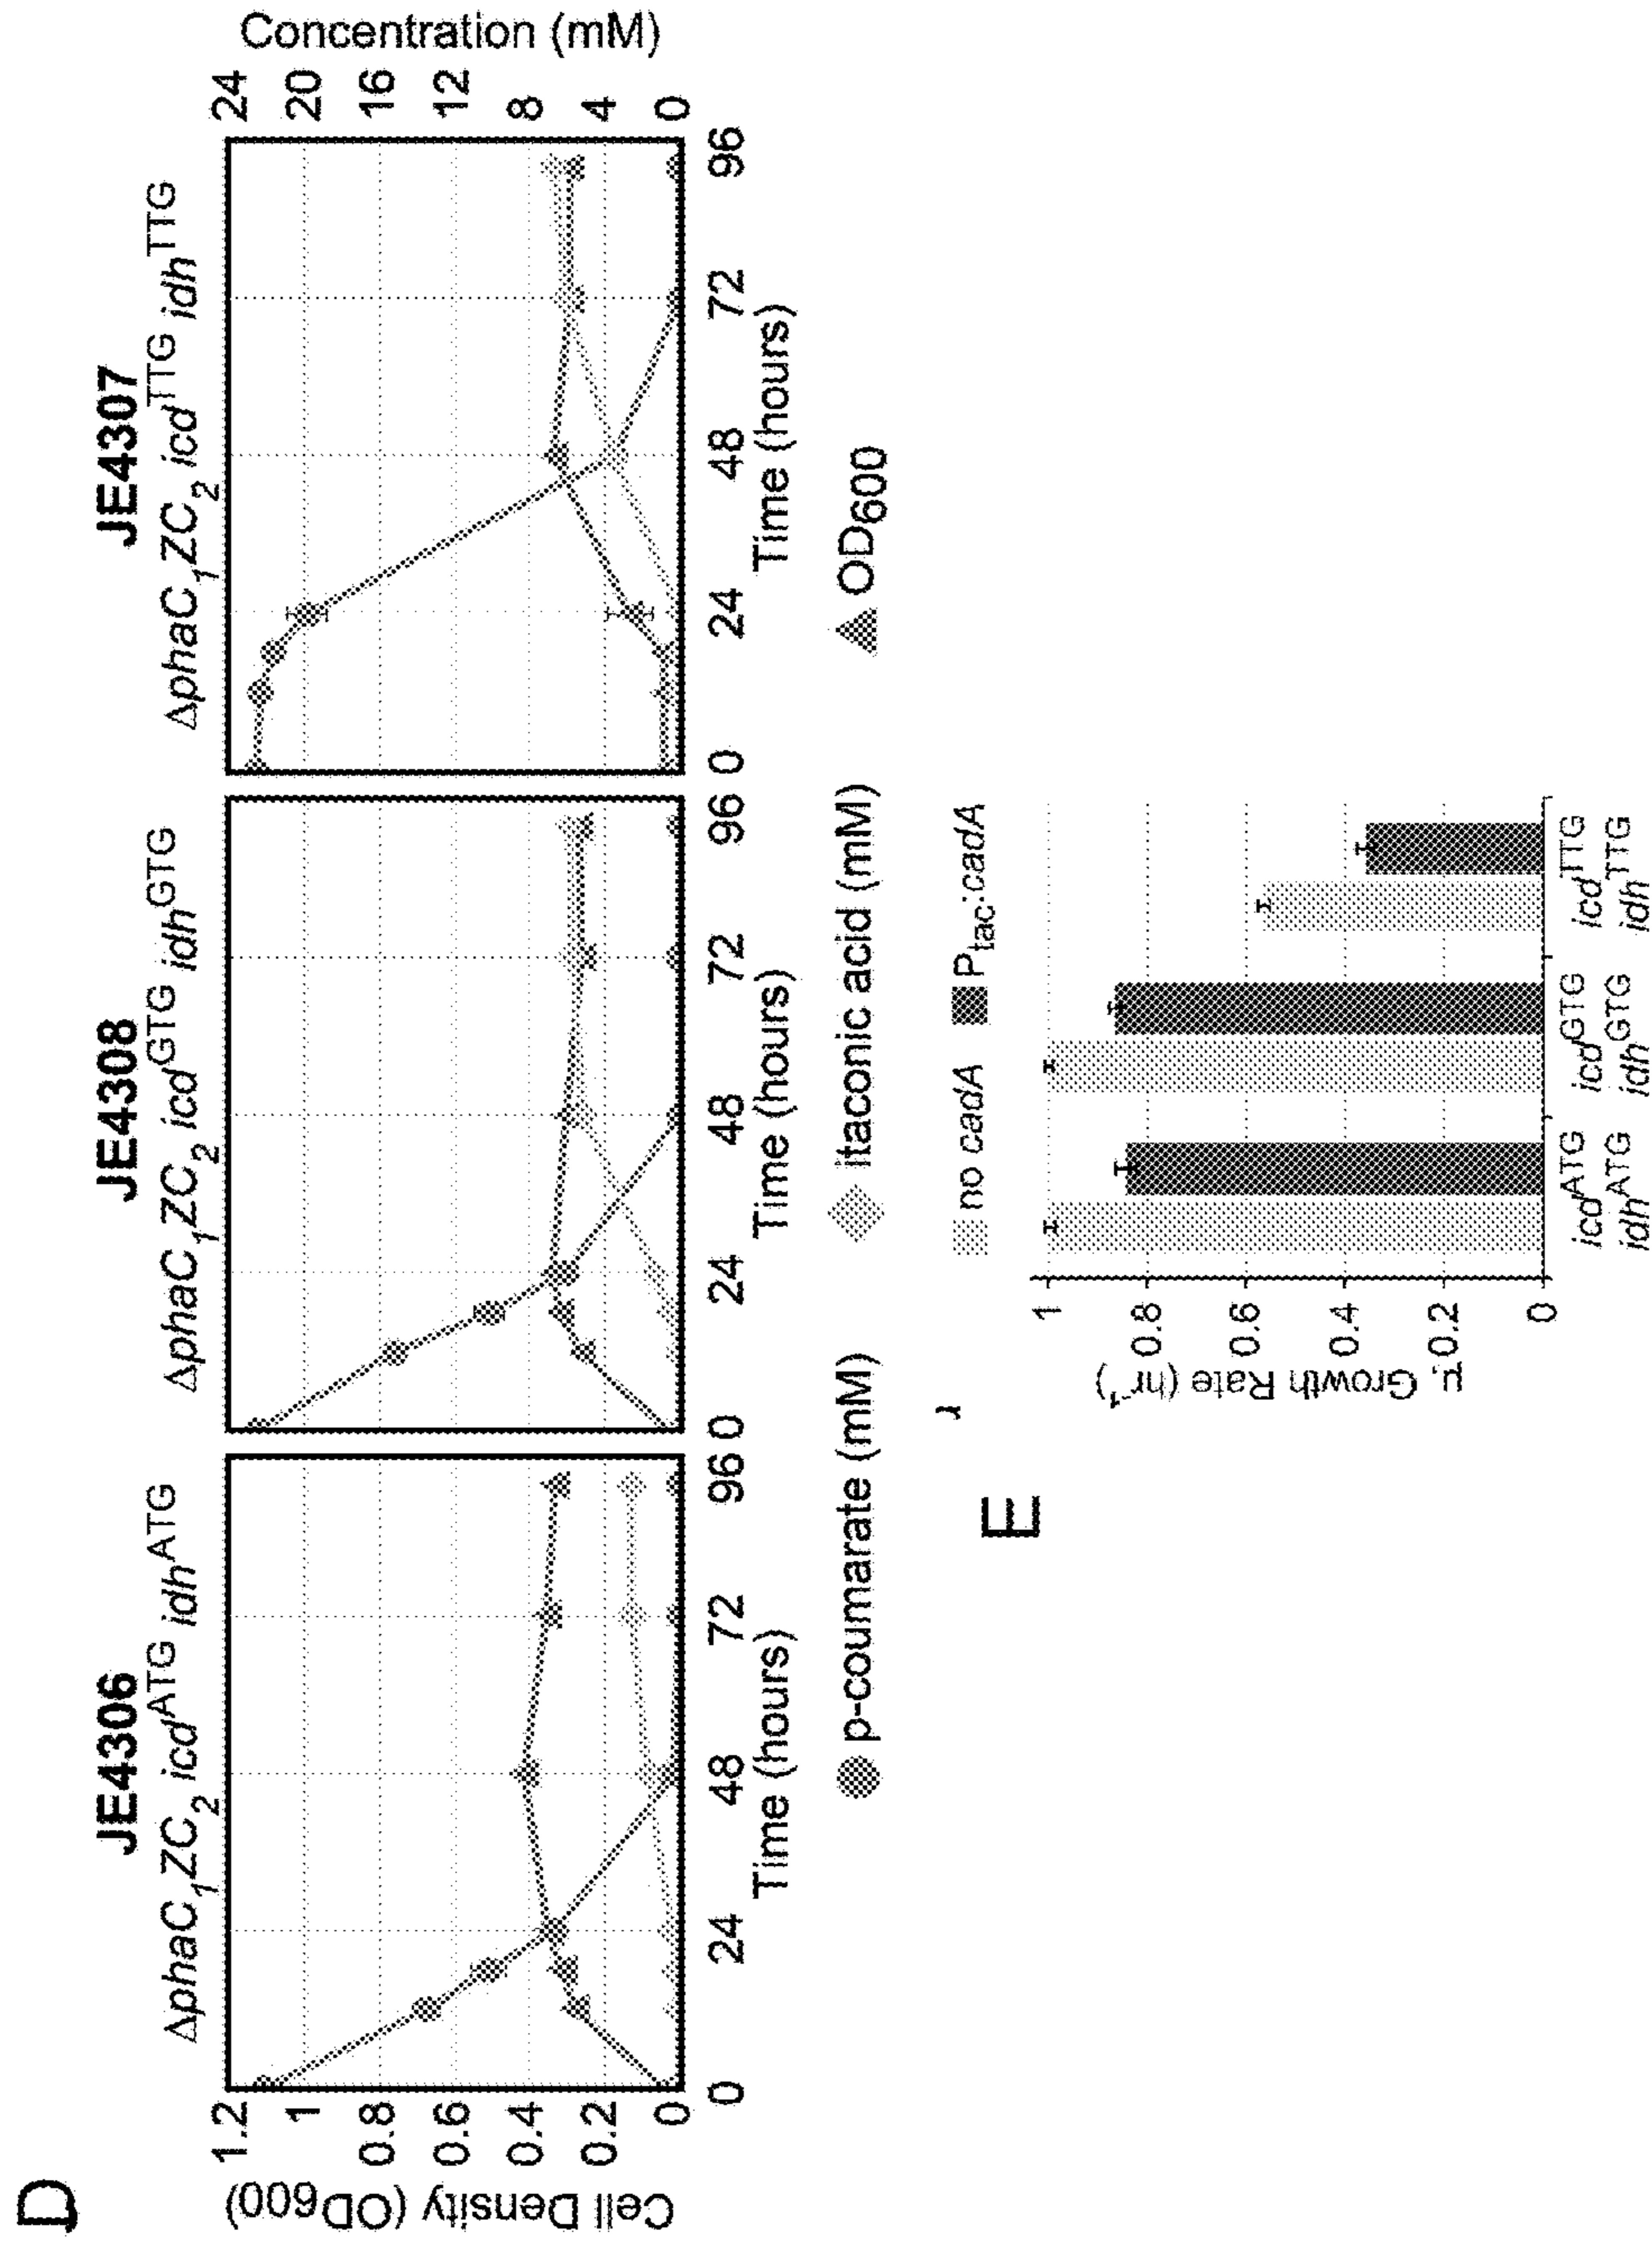 D
JE4306
ΔphaC1ZC2 icdATG idhATG
JE4308
ΔphaC1ZC2 icdGTG idhGTG
JE4307
ΔphaC1ZC2 icdTTG idhTTG
Cell Density (OD600)
1.2
1
0.8
0.6
0.4
0.2
0
Concentration (mM)
24
20
16
12
8
4
0
0 24 48 72 96
0 24 48 72 96
0 24 48 72 96
Time (hours)
Time (hours)
Time (hours)
p-coumarate (mM)
itaconic acid (mM)
OD600
E
no cadA
Ptac:cadA
μ, Growth Rate (hr-1)
1
0.8
0.6
0.4
0.2
0
icdATG icdGTG icdTTG
idhATG idhGTG idhTTG